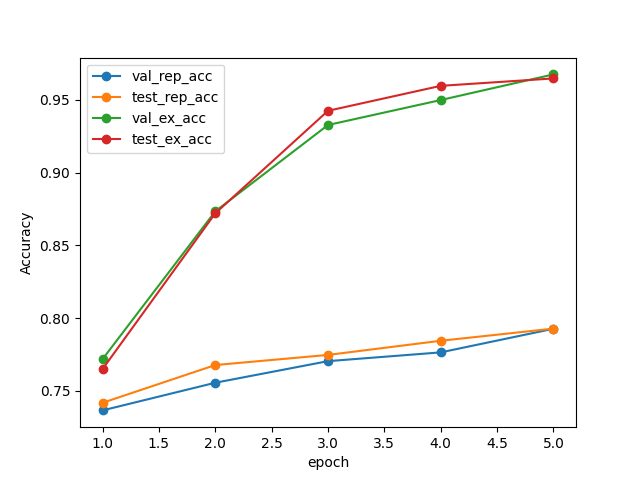 val_rep_acc
test_rep_acc
val_ex_acc
test_ex_acc
Accuracy
0.95
0.90
0.85
0.80
0.75
1.0 1.5 2.0 2.5 3.0 3.5 4.0 4.5 5.0
epoch